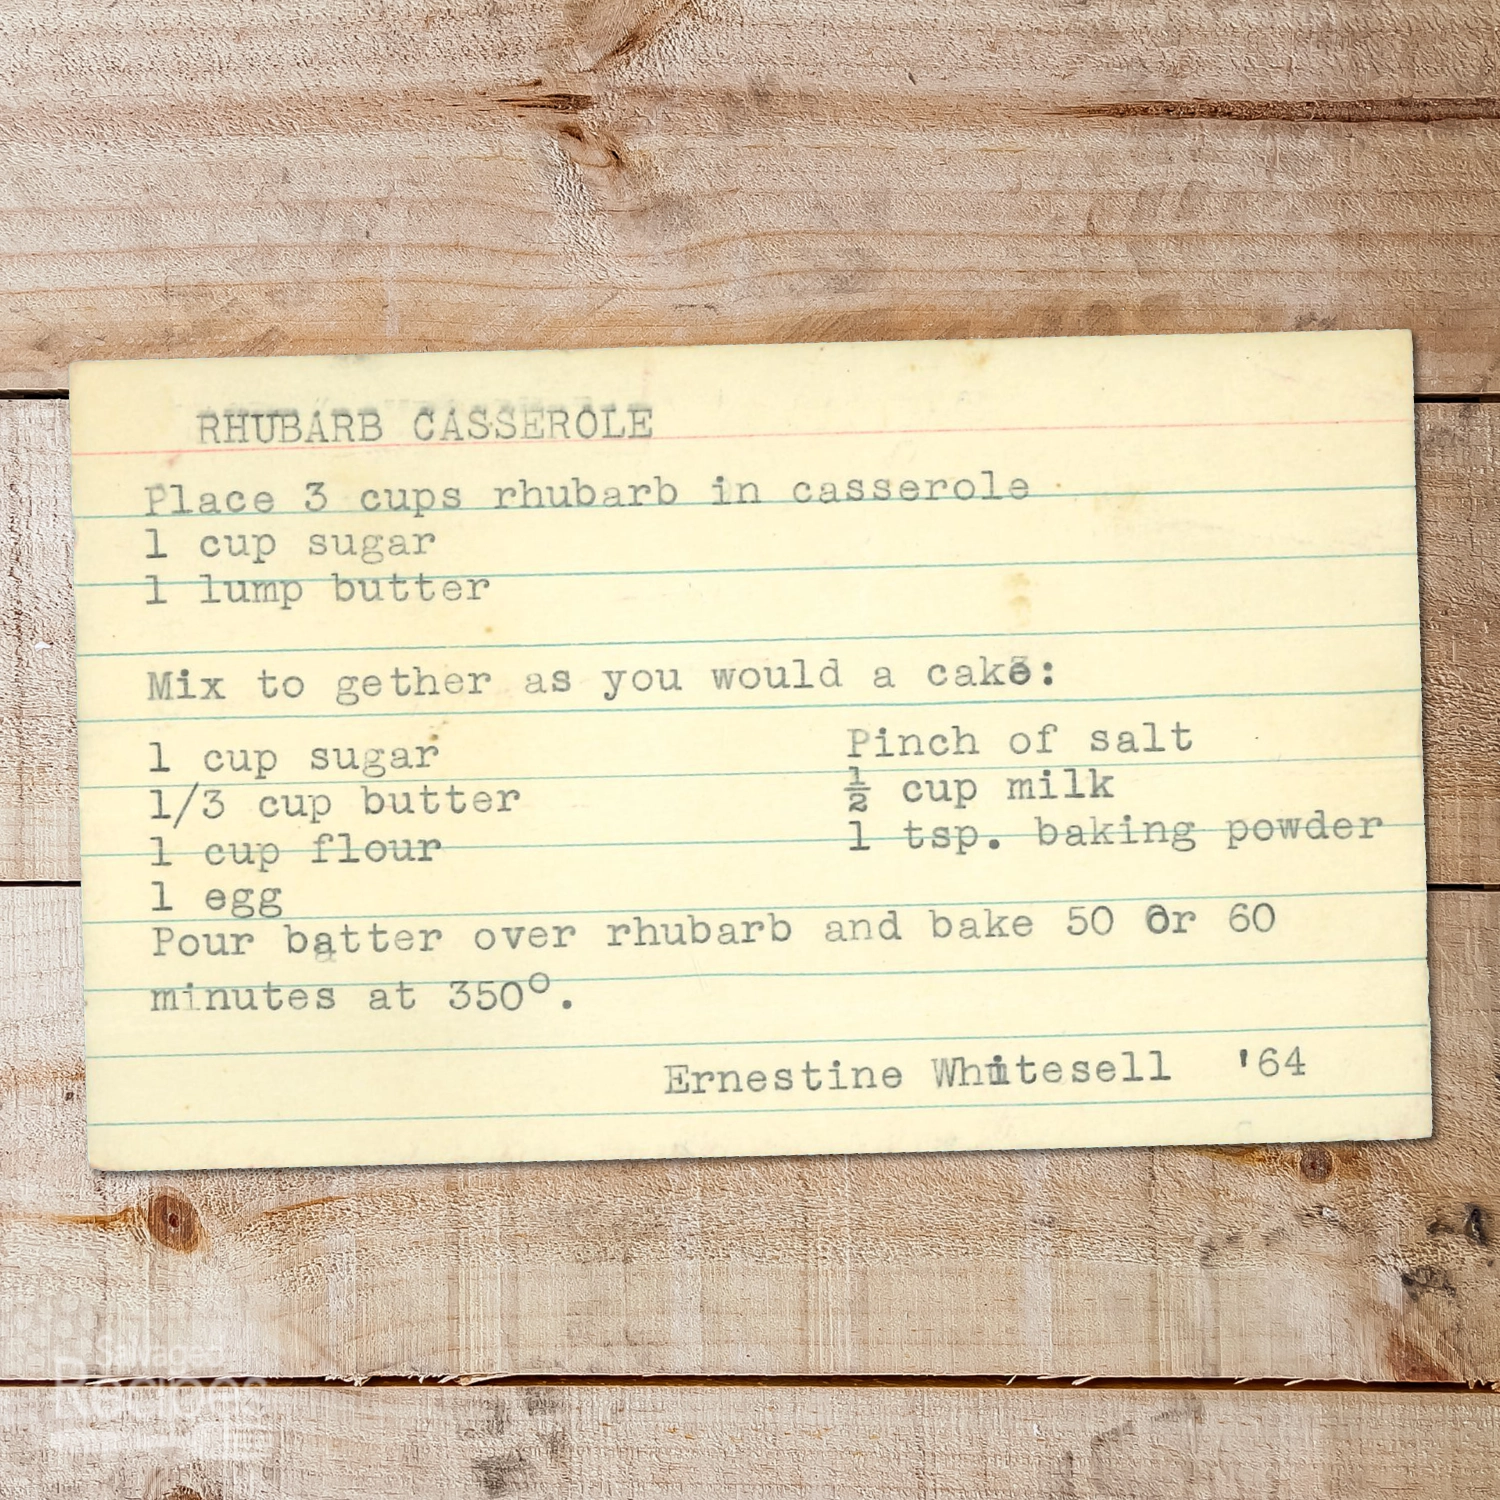 RHUBARB CASSEROLE
Place 3 cups rhubarb in casserole
1 cup sugar
1 lump butter
Mix to gether as you would a cake:
1 cup sugar
1/3 cup butter
1 cup flour
1 egg
Pinch of salt
½ cup milk
1 tsp. baking powder
Pour batter over rhubarb and bake 50 or 60
minutes at 350°.
Ernestine Whitesell '64
Salvaged
Recipes